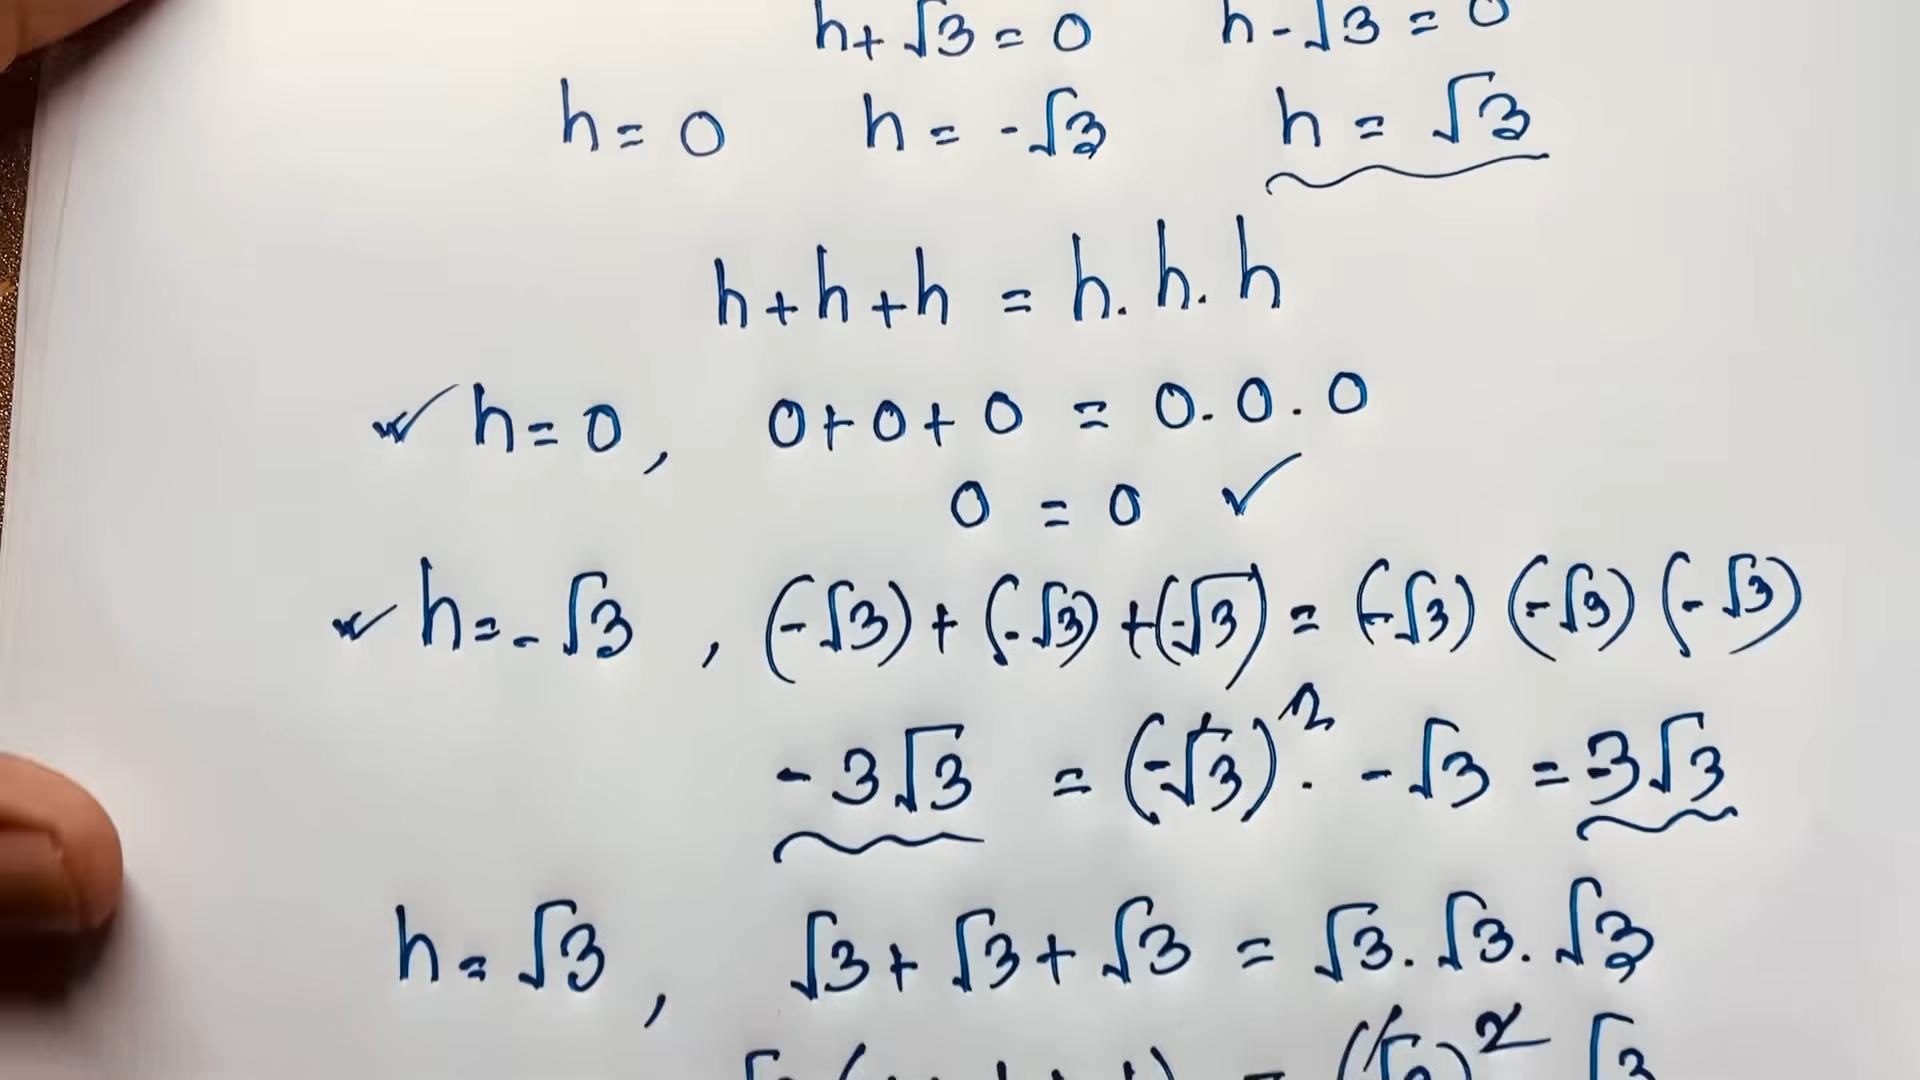 h+√3 = 0 h-√3 = 0
h = 0 h = -√3 h = √3
h+h+h = h. h. h
✓ h=0, 0+0+0 = 0. 0. 0
0 = 0 ✓
✓ h=-√3, (-√3)+(-√3)+(-√3) = (-√3) (-√3) (-√3)
-3√3 = (-√3)². -√3 = -3√3
h=√3, √3+√3+√3 = √3. √3. √3